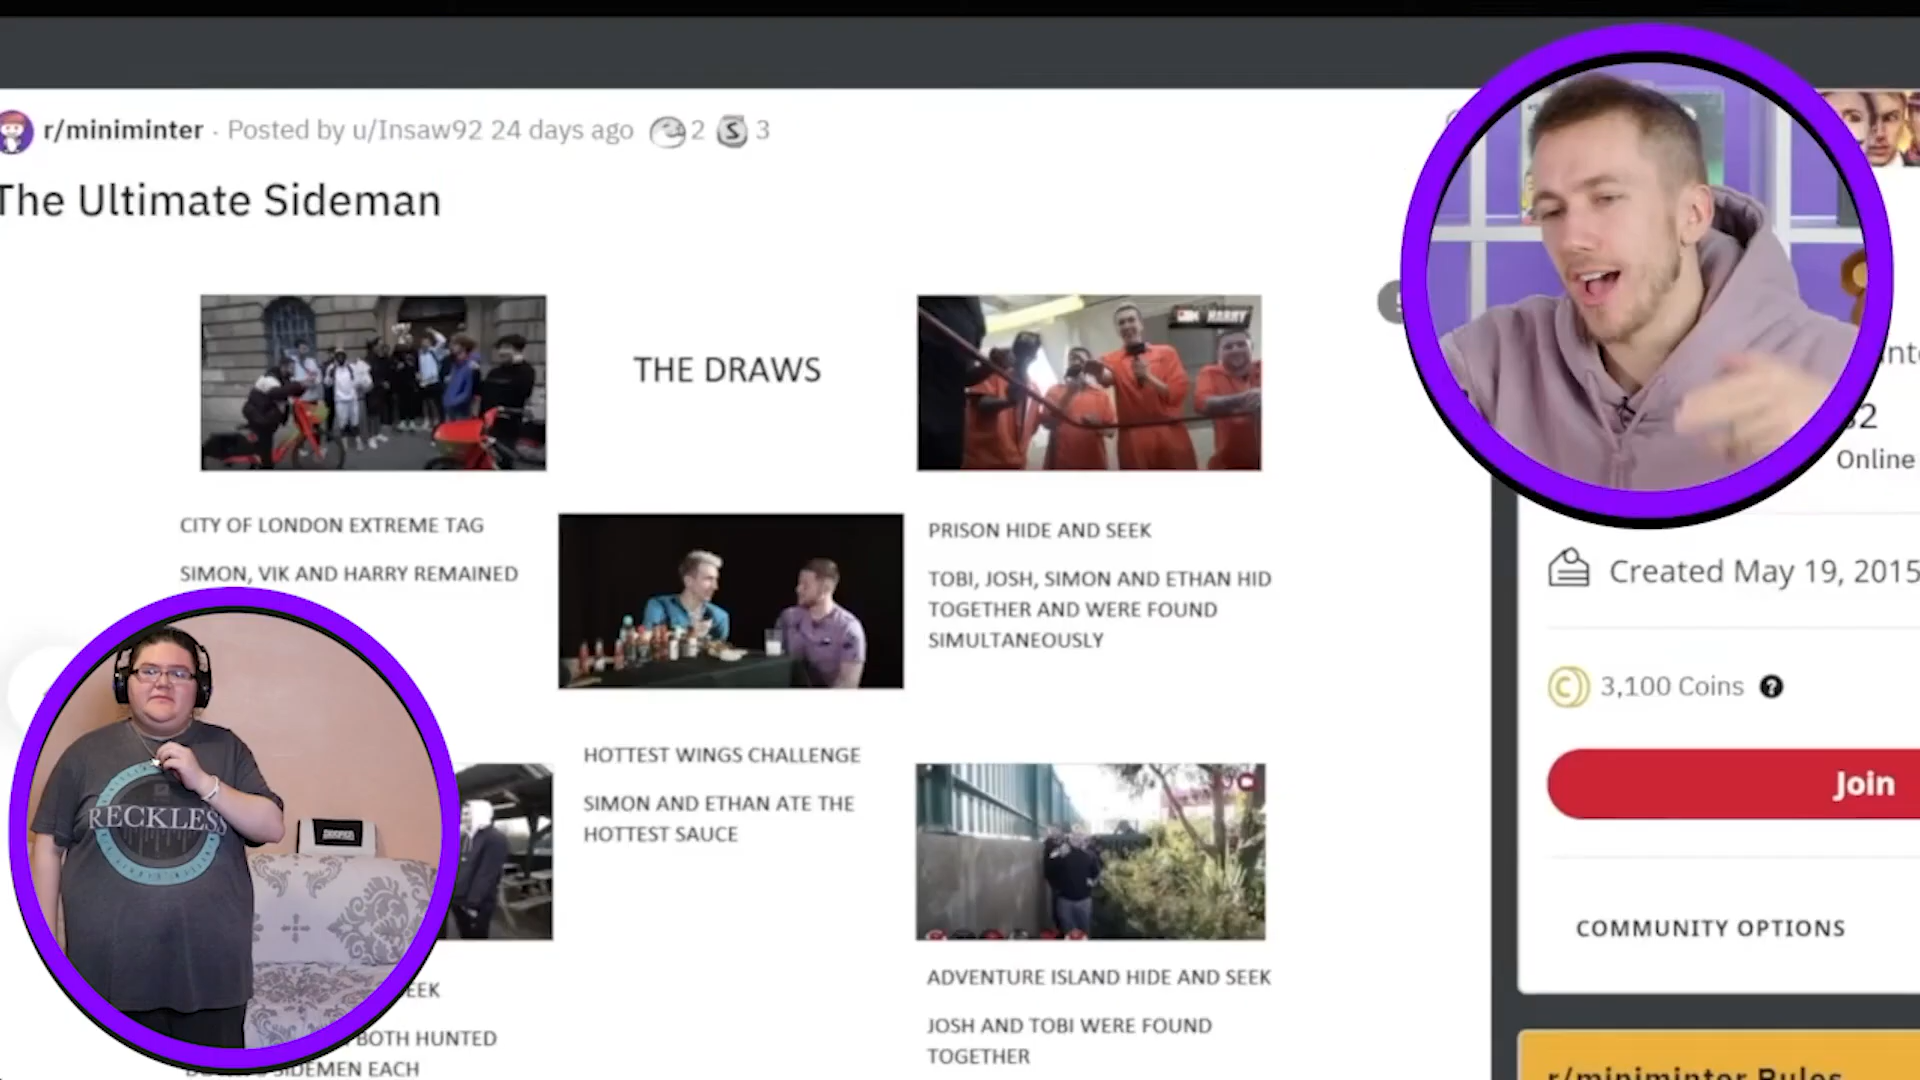 r/miniminter · Posted by u/Insaw92 24 days ago 2 3
The Ultimate Sideman
THE DRAWS
HARRY
CITY OF LONDON EXTREME TAG
SIMON, VIK AND HARRY REMAINED
PRISON HIDE AND SEEK
TOBI, JOSH, SIMON AND ETHAN HID
TOGETHER AND WERE FOUND
SIMULTANEOUSLY
HOTTEST WINGS CHALLENGE
SIMON AND ETHAN ATE THE
HOTTEST SAUCE
ADVENTURE ISLAND HIDE AND SEEK
JOSH AND TOBI WERE FOUND
TOGETHER
BOTH HUNTED
SIDEMEN EACH
RECKLESS
Online
Created May 19, 2015
3,100 Coins ?
Join
COMMUNITY OPTIONS
r/miniminter Rules